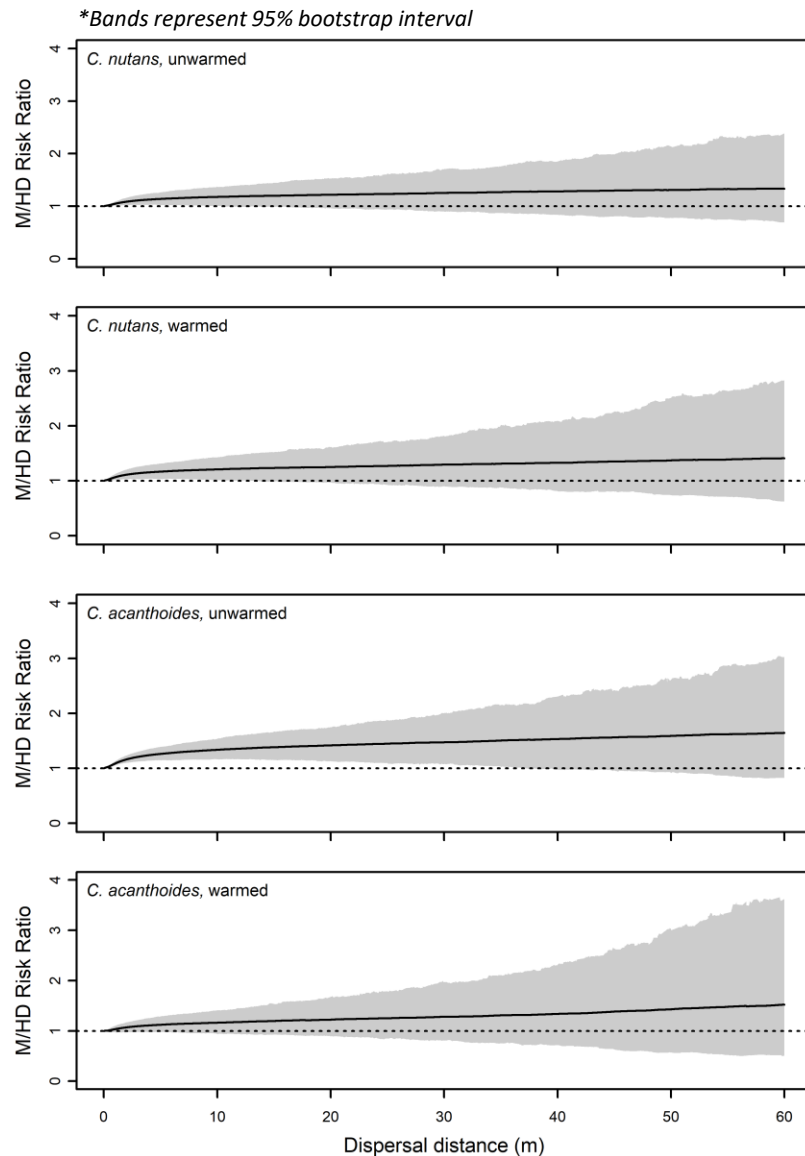 *Bands represent 95% bootstrap interval
C. nutans, unwarmed
M/HD Risk Ratio
4
3
2
1
0
C. nutans, warmed
M/HD Risk Ratio
4
3
2
1
0
C. acanthoides, unwarmed
M/HD Risk Ratio
4
3
2
1
0
C. acanthoides, warmed
M/HD Risk Ratio
4
3
2
1
0
0 10 20 30 40 50 60
Dispersal distance (m)